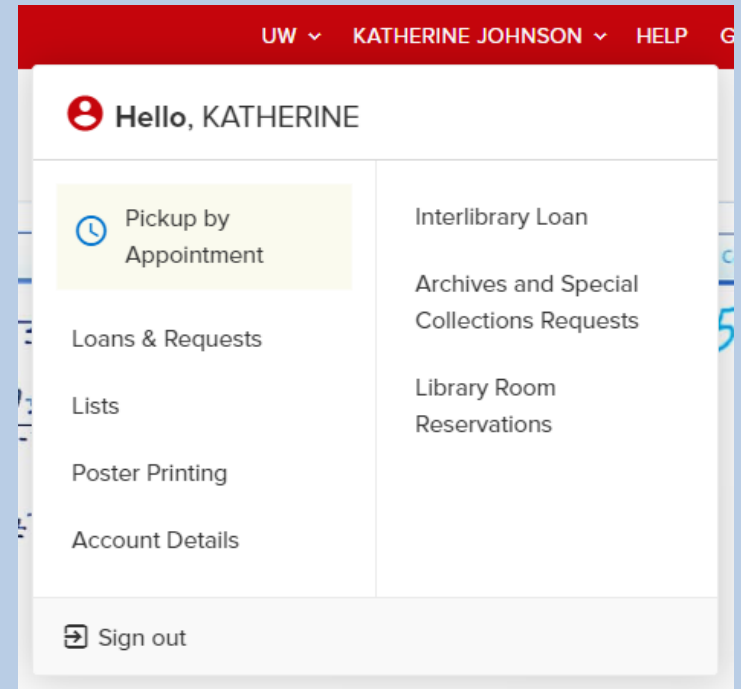 UW KATHERINE JOHNSON HELP
Hello, KATHERINE
Pickup by
Appointment
Loans & Requests
Lists
Poster Printing
Account Details
Interlibrary Loan
Archives and Special
Collections Requests
Library Room
Reservations
Sign out